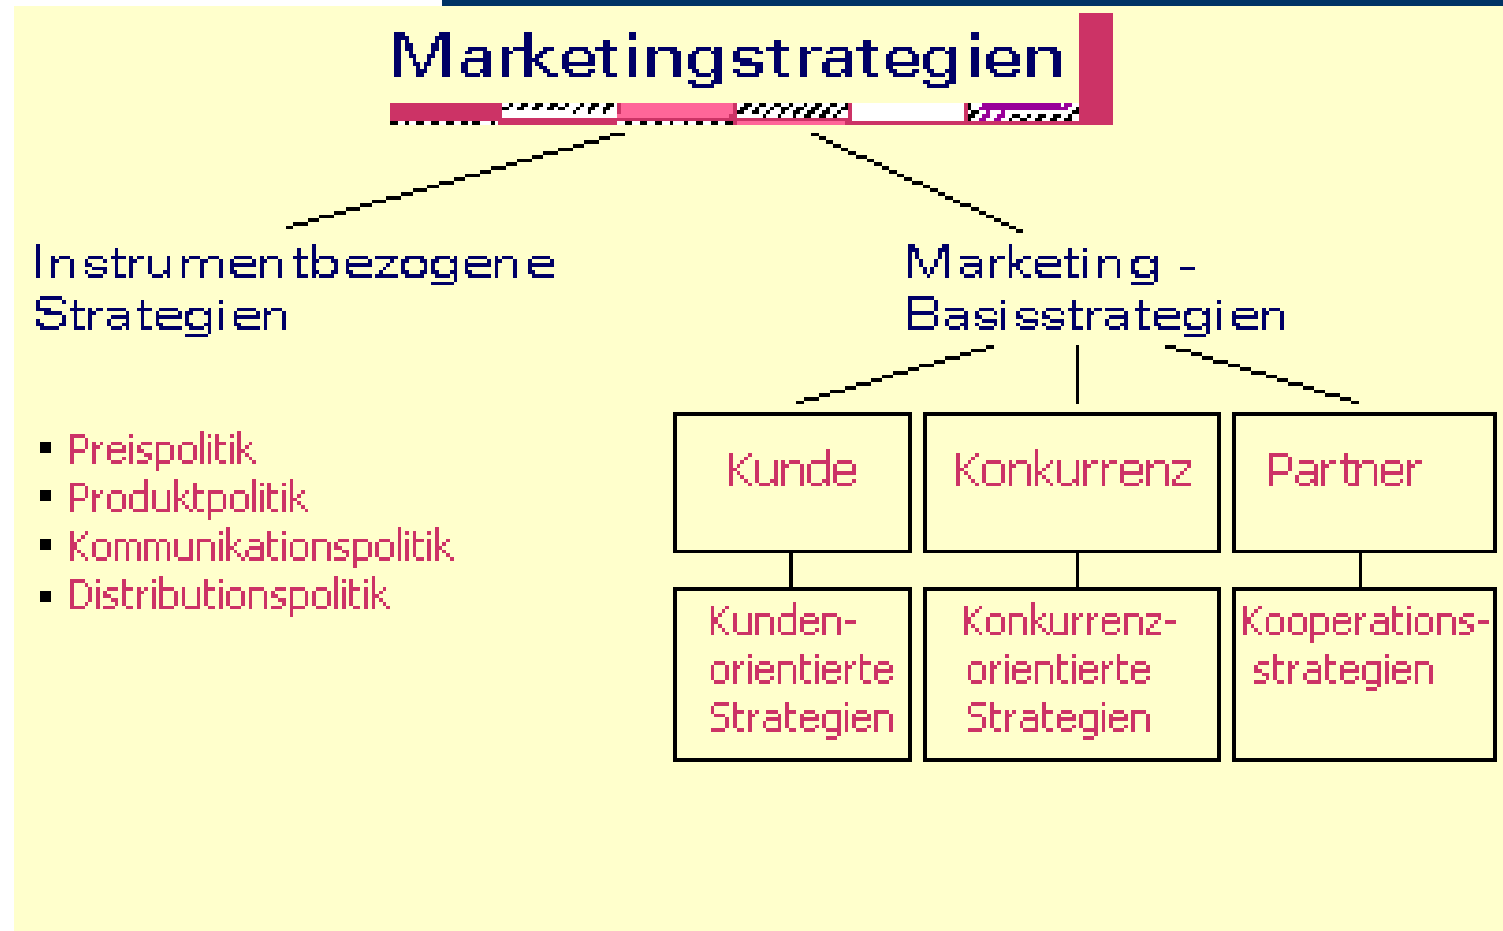 Marketingstrategien
Instrumentbezogene
Strategien
Marketing -
Basisstrategien
▪ Preispolitik
▪ Produktpolitik
▪ Kommunikationspolitik
▪ Distributionspolitik
Kunde
Konkurrenz
Partner
Kunden-
orientierte
Strategien
Konkurrenz-
orientierte
Strategien
Kooperations-
strategien